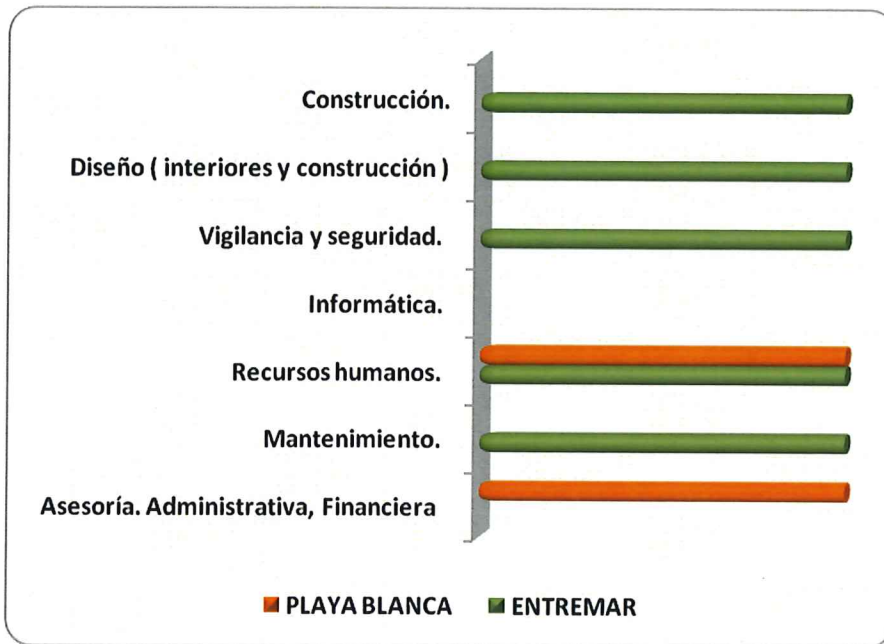 Construcción.
Diseño ( interiores y construcción )
Vigilancia y seguridad.
Informática.
Recursos humanos.
Mantenimiento.
Asesoría. Administrativa, Financiera
PLAYA BLANCA ENTREMAR